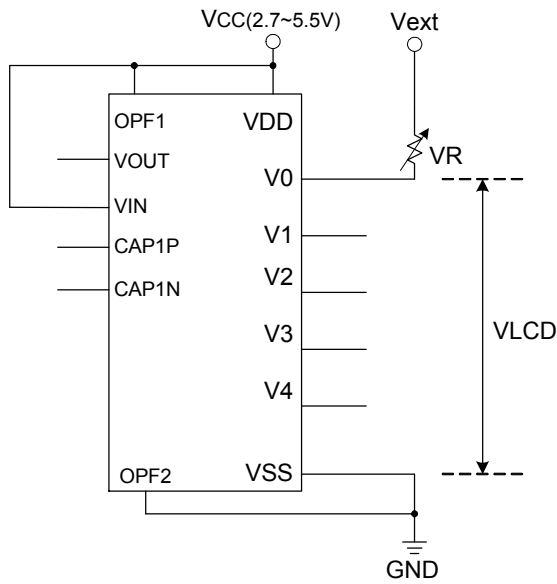 VCC(2.7~5.5V)
Vext
OPF1
VDD
VOUT
VR
V0
VIN
V1
CAP1P
V2
CAP1N
V3
VLCD
V4
OPF2
VSS
GND